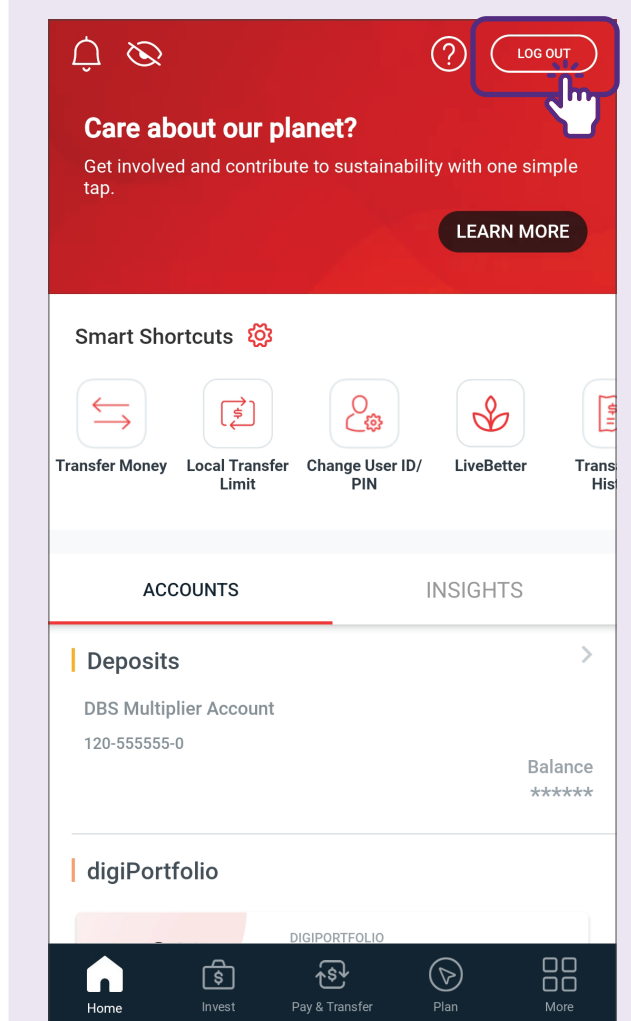 LOG OUT
Care about our planet?
Get involved and contribute to sustainability with one simple
tap.
LEARN MORE
Smart Shortcuts
Transfer Money
Local Transfer
Limit
Change User ID/
PIN
LiveBetter
Trans
His
ACCOUNTS
INSIGHTS
Deposits
DBS Multiplier Account
120-555555-0
Balance
******
digiPortfolio
DIGIPORTFOLIO
Home
Invest
Pay & Transfer
Plan
More